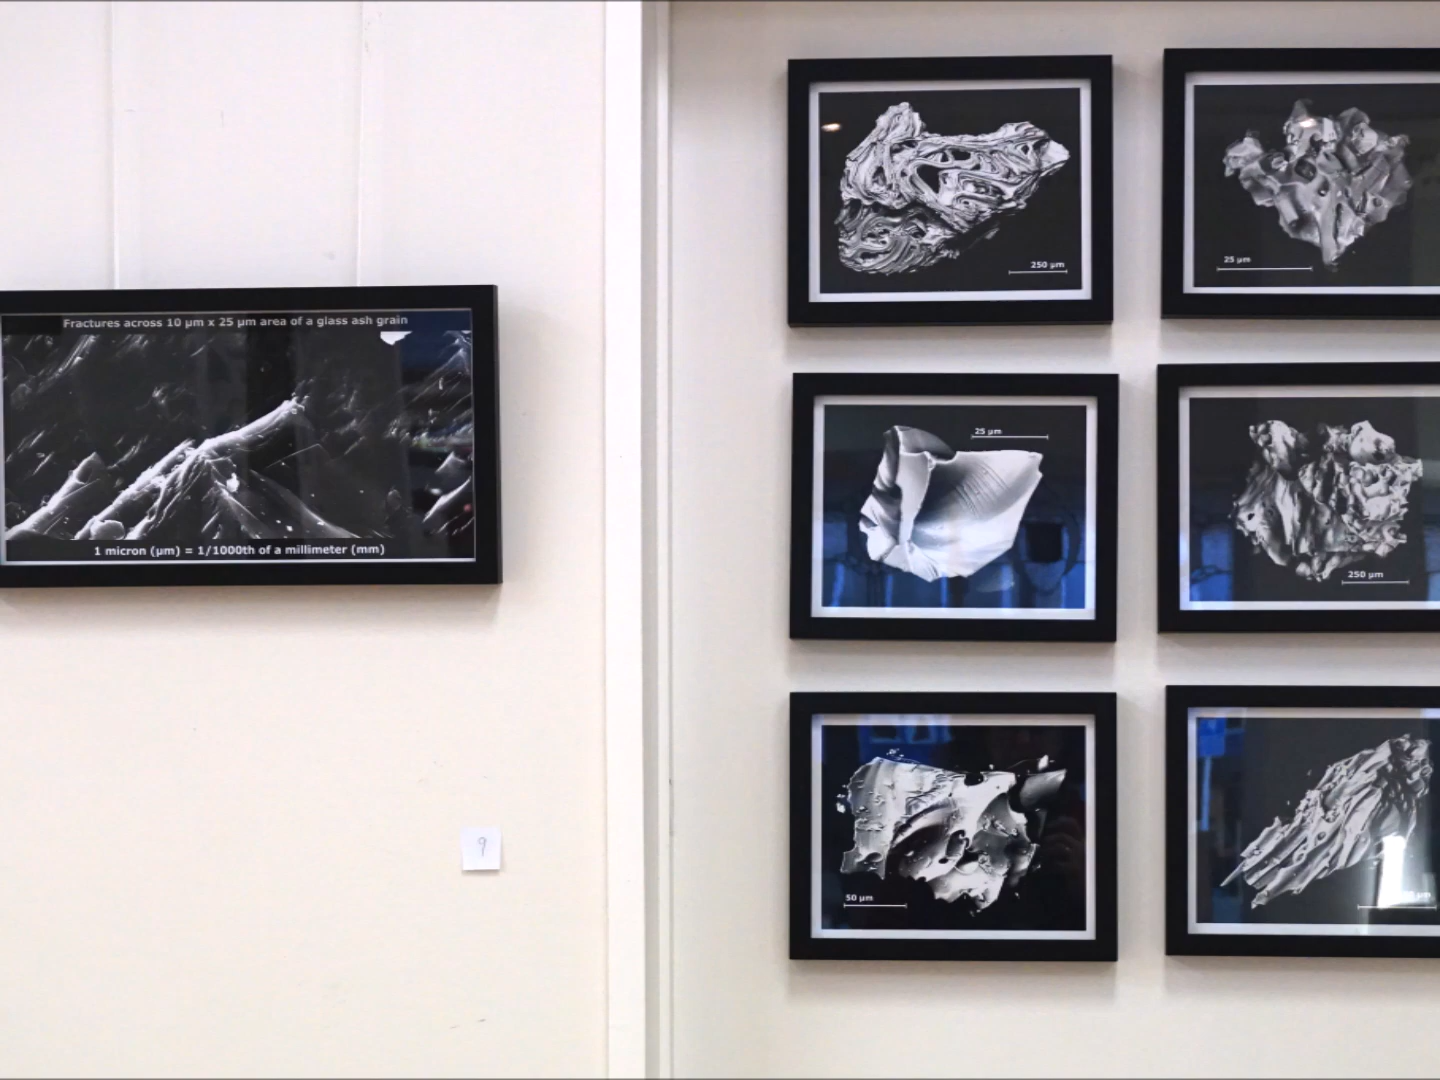 Fractures across 10 µm x 25 µm area of a glass ash grain
1 micron (µm) = 1/1000th of a millimeter (mm)
9
250 µm
25 µm
25 µm
250 µm
50 µm
µm